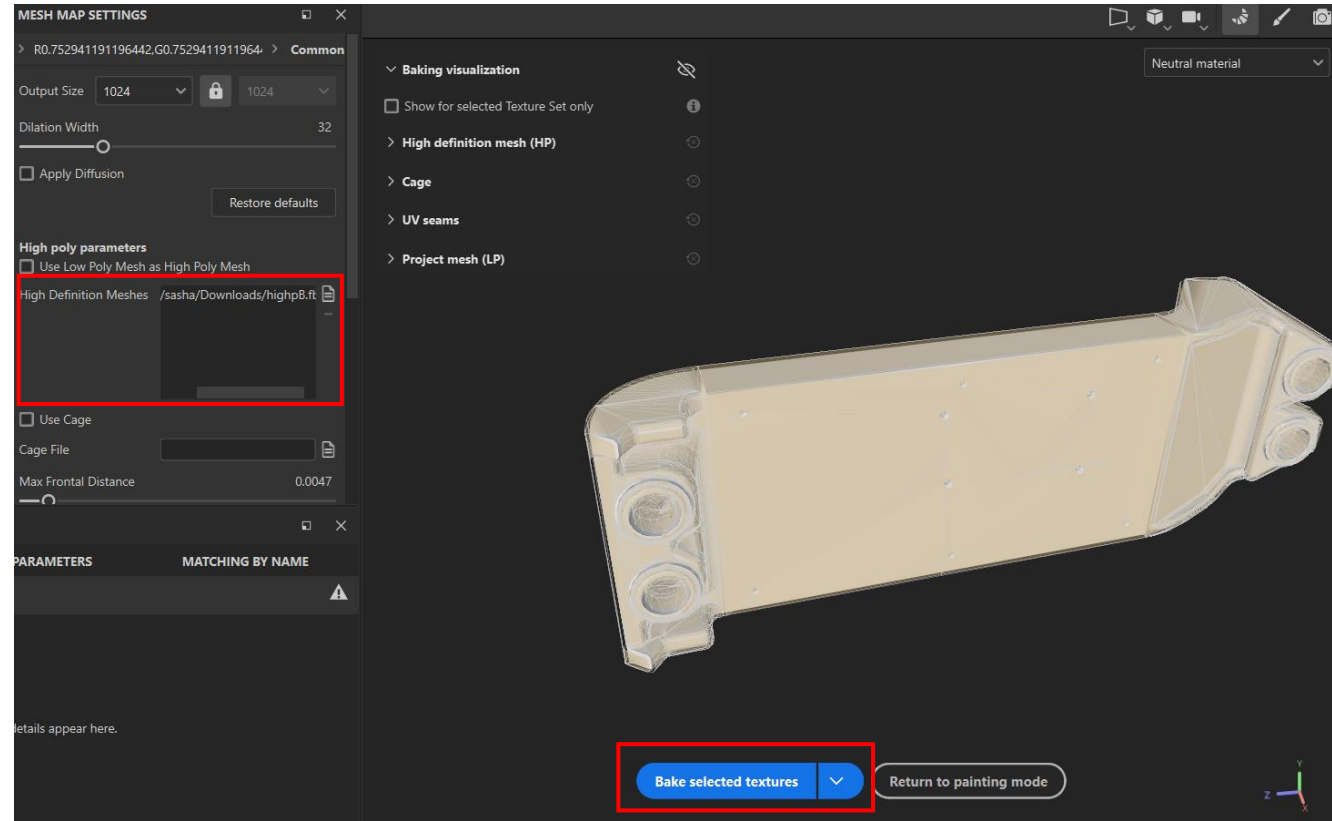 MESH MAP SETTINGS
> R0.752941191196442,G0.7529411911964 > Common
Output Size 1024 1024
Dilation Width 32
Apply Diffusion
Restore defaults
High poly parameters
Use Low Poly Mesh as High Poly Mesh
High Definition Meshes /sasha/Downloads/highpB.fb
Use Cage
Cage File
Max Frontal Distance 0.0047
PARAMETERS MATCHING BY NAME
details appear here.
Baking visualization
Show for selected Texture Set only
High definition mesh (HP)
Cage
UV seams
Project mesh (LP)
Neutral material
Bake selected textures
Return to painting mode
Y
Z
X